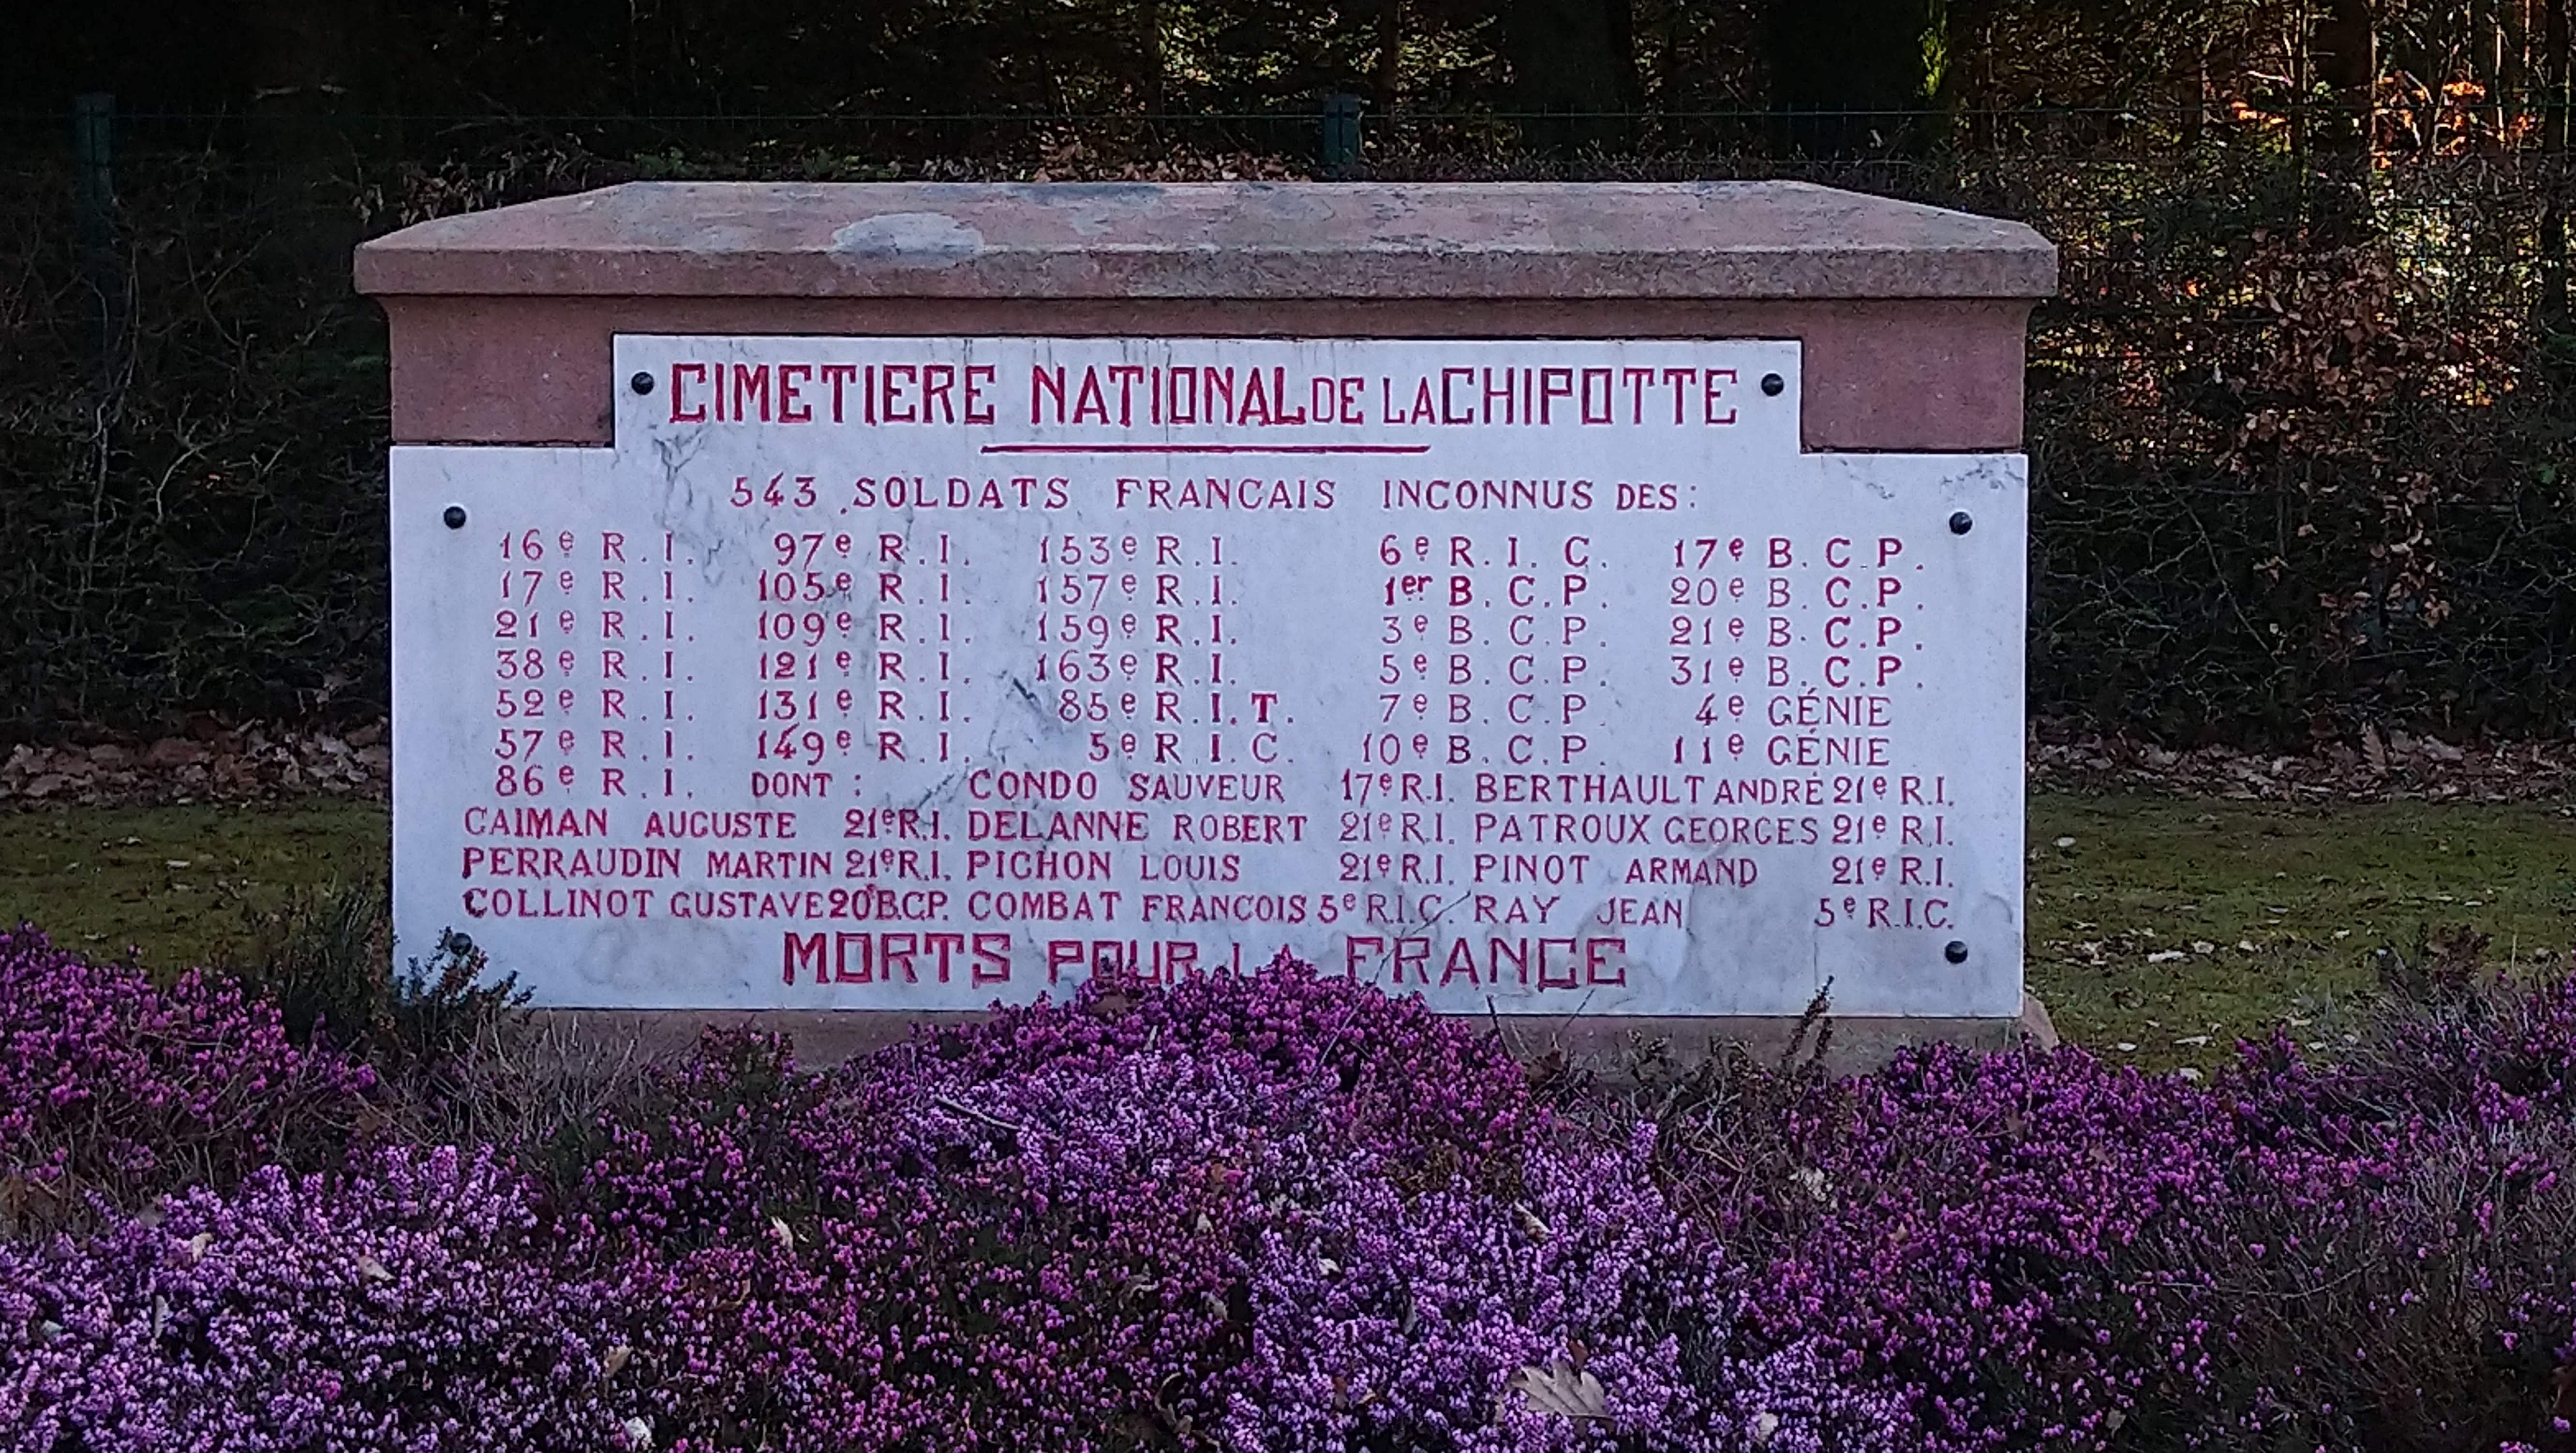 CIMETIERE NATIONAL DE LA CHIPOTTE
543 SOLDATS FRANCAIS INCONNUS DES :
16e R.I. 97e R.I. 153e R.I. 6e R.I.C. 17e B.C.P.
17e R.I. 105e R.I. 157e R.I. 1er B.C.P. 20e B.C.P.
21e R.I. 109e R.I. 159e R.I. 3e B.C.P. 21e B.C.P.
38e R.I. 121e R.I. 163e R.I. 5e B.C.P. 31e B.C.P.
52e R.I. 131e R.I. 85e R.I.T. 7e B.C.P. 4e GÉNIE
57e R.I. 149e R.I. 5e R.I.C. 10e B.C.P. 11e GÉNIE
86e R.I. DONT : CONDO SAUVEUR 17e R.I. BERTHAULT ANDRÉ 21e R.I.
CAIMAN AUGUSTE 21e R.I. DELANNE ROBERT 21e R.I. PATROUX GEORGES 21e R.I.
PERRAUDIN MARTIN 21e R.I. PICHON LOUIS 21e R.I. PINOT ARMAND 21e R.I.
COLLINOT GUSTAVE 20e B.C.P. COMBAT FRANCOIS 5e R.I.C. RAY JEAN 5e R.I.C.
MORTS POUR LA FRANCE